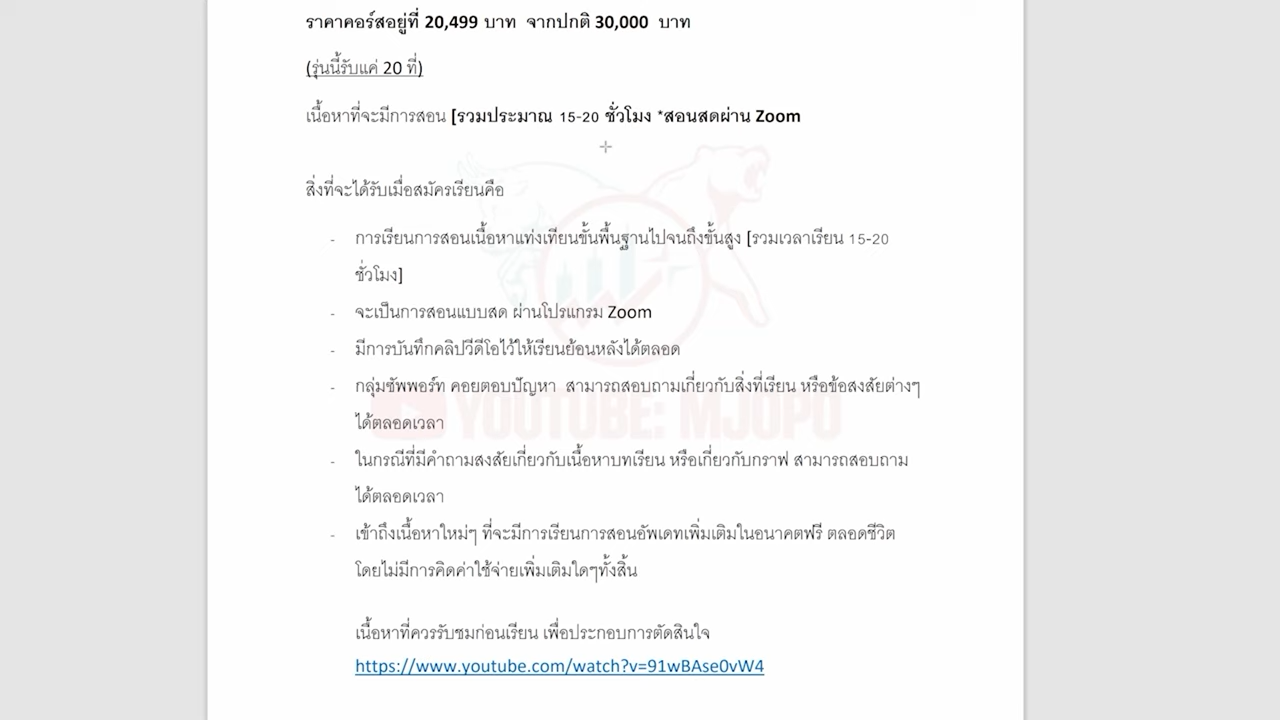 ราคาคอร์สอยู่ที่ 20,499 บาท จากปกติ 30,000 บาท
(รุ่นนี้รับแค่ 20 ที่)
เนื้อหาที่จะมีการสอน [รวมประมาณ 15-20 ชั่วโมง *สอนสดผ่าน Zoom
สิ่งที่จะได้รับเมื่อสมัครเรียนคือ
- การเรียนการสอนเนื้อหาแท่งเทียนขั้นพื้นฐานไปจนถึงขั้นสูง [รวมเวลาเรียน 15-20
ชั่วโมง]
- จะเป็นการสอนแบบสด ผ่านโปรแกรม Zoom
- มีการบันทึกคลิปวีดีโอไว้ให้เรียนย้อนหลังได้ตลอด
- กลุ่มซัพพอร์ท คอยตอบปัญหา สามารถสอบถามเกี่ยวกับสิ่งที่เรียน หรือข้อสงสัยต่างๆ
ได้ตลอดเวลา
YOUTUBE: MJOPO
- ในกรณีที่มีคำถามสงสัยเกี่ยวกับเนื้อหาบทเรียน หรือเกี่ยวกับกราฟ สามารถสอบถาม
ได้ตลอดเวลา
- เข้าถึงเนื้อหาใหม่ๆ ที่จะมีการเรียนการสอนอัพเดทเพิ่มเติมในอนาคตฟรี ตลอดชีวิต
โดยไม่มีการคิดค่าใช้จ่ายเพิ่มเติมใดๆทั้งสิ้น
เนื้อหาที่ควรรับชมก่อนเรียน เพื่อประกอบการตัดสินใจ
https://www.youtube.com/watch?v=91wBAse0vW4